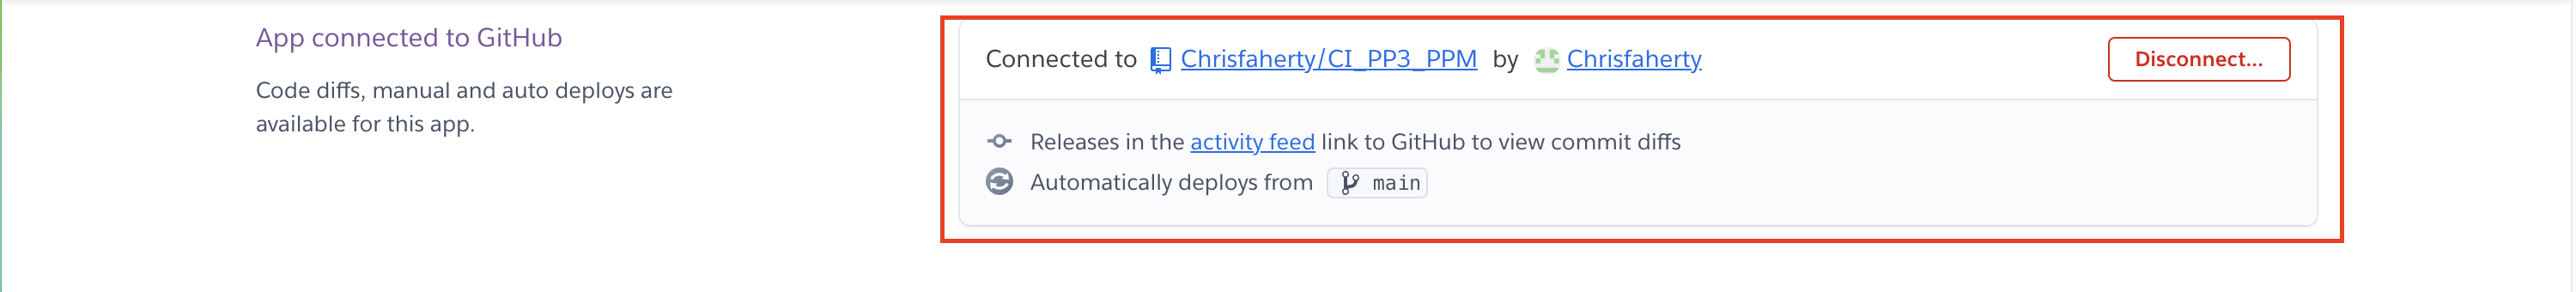 App connected to GitHub
Code diffs, manual and auto deploys are
available for this app.
Connected to Chrisfaherty/CI_PP3_PPM by Chrisfaherty
Disconnect...
Releases in the activity feed link to GitHub to view commit diffs
Automatically deploys from main